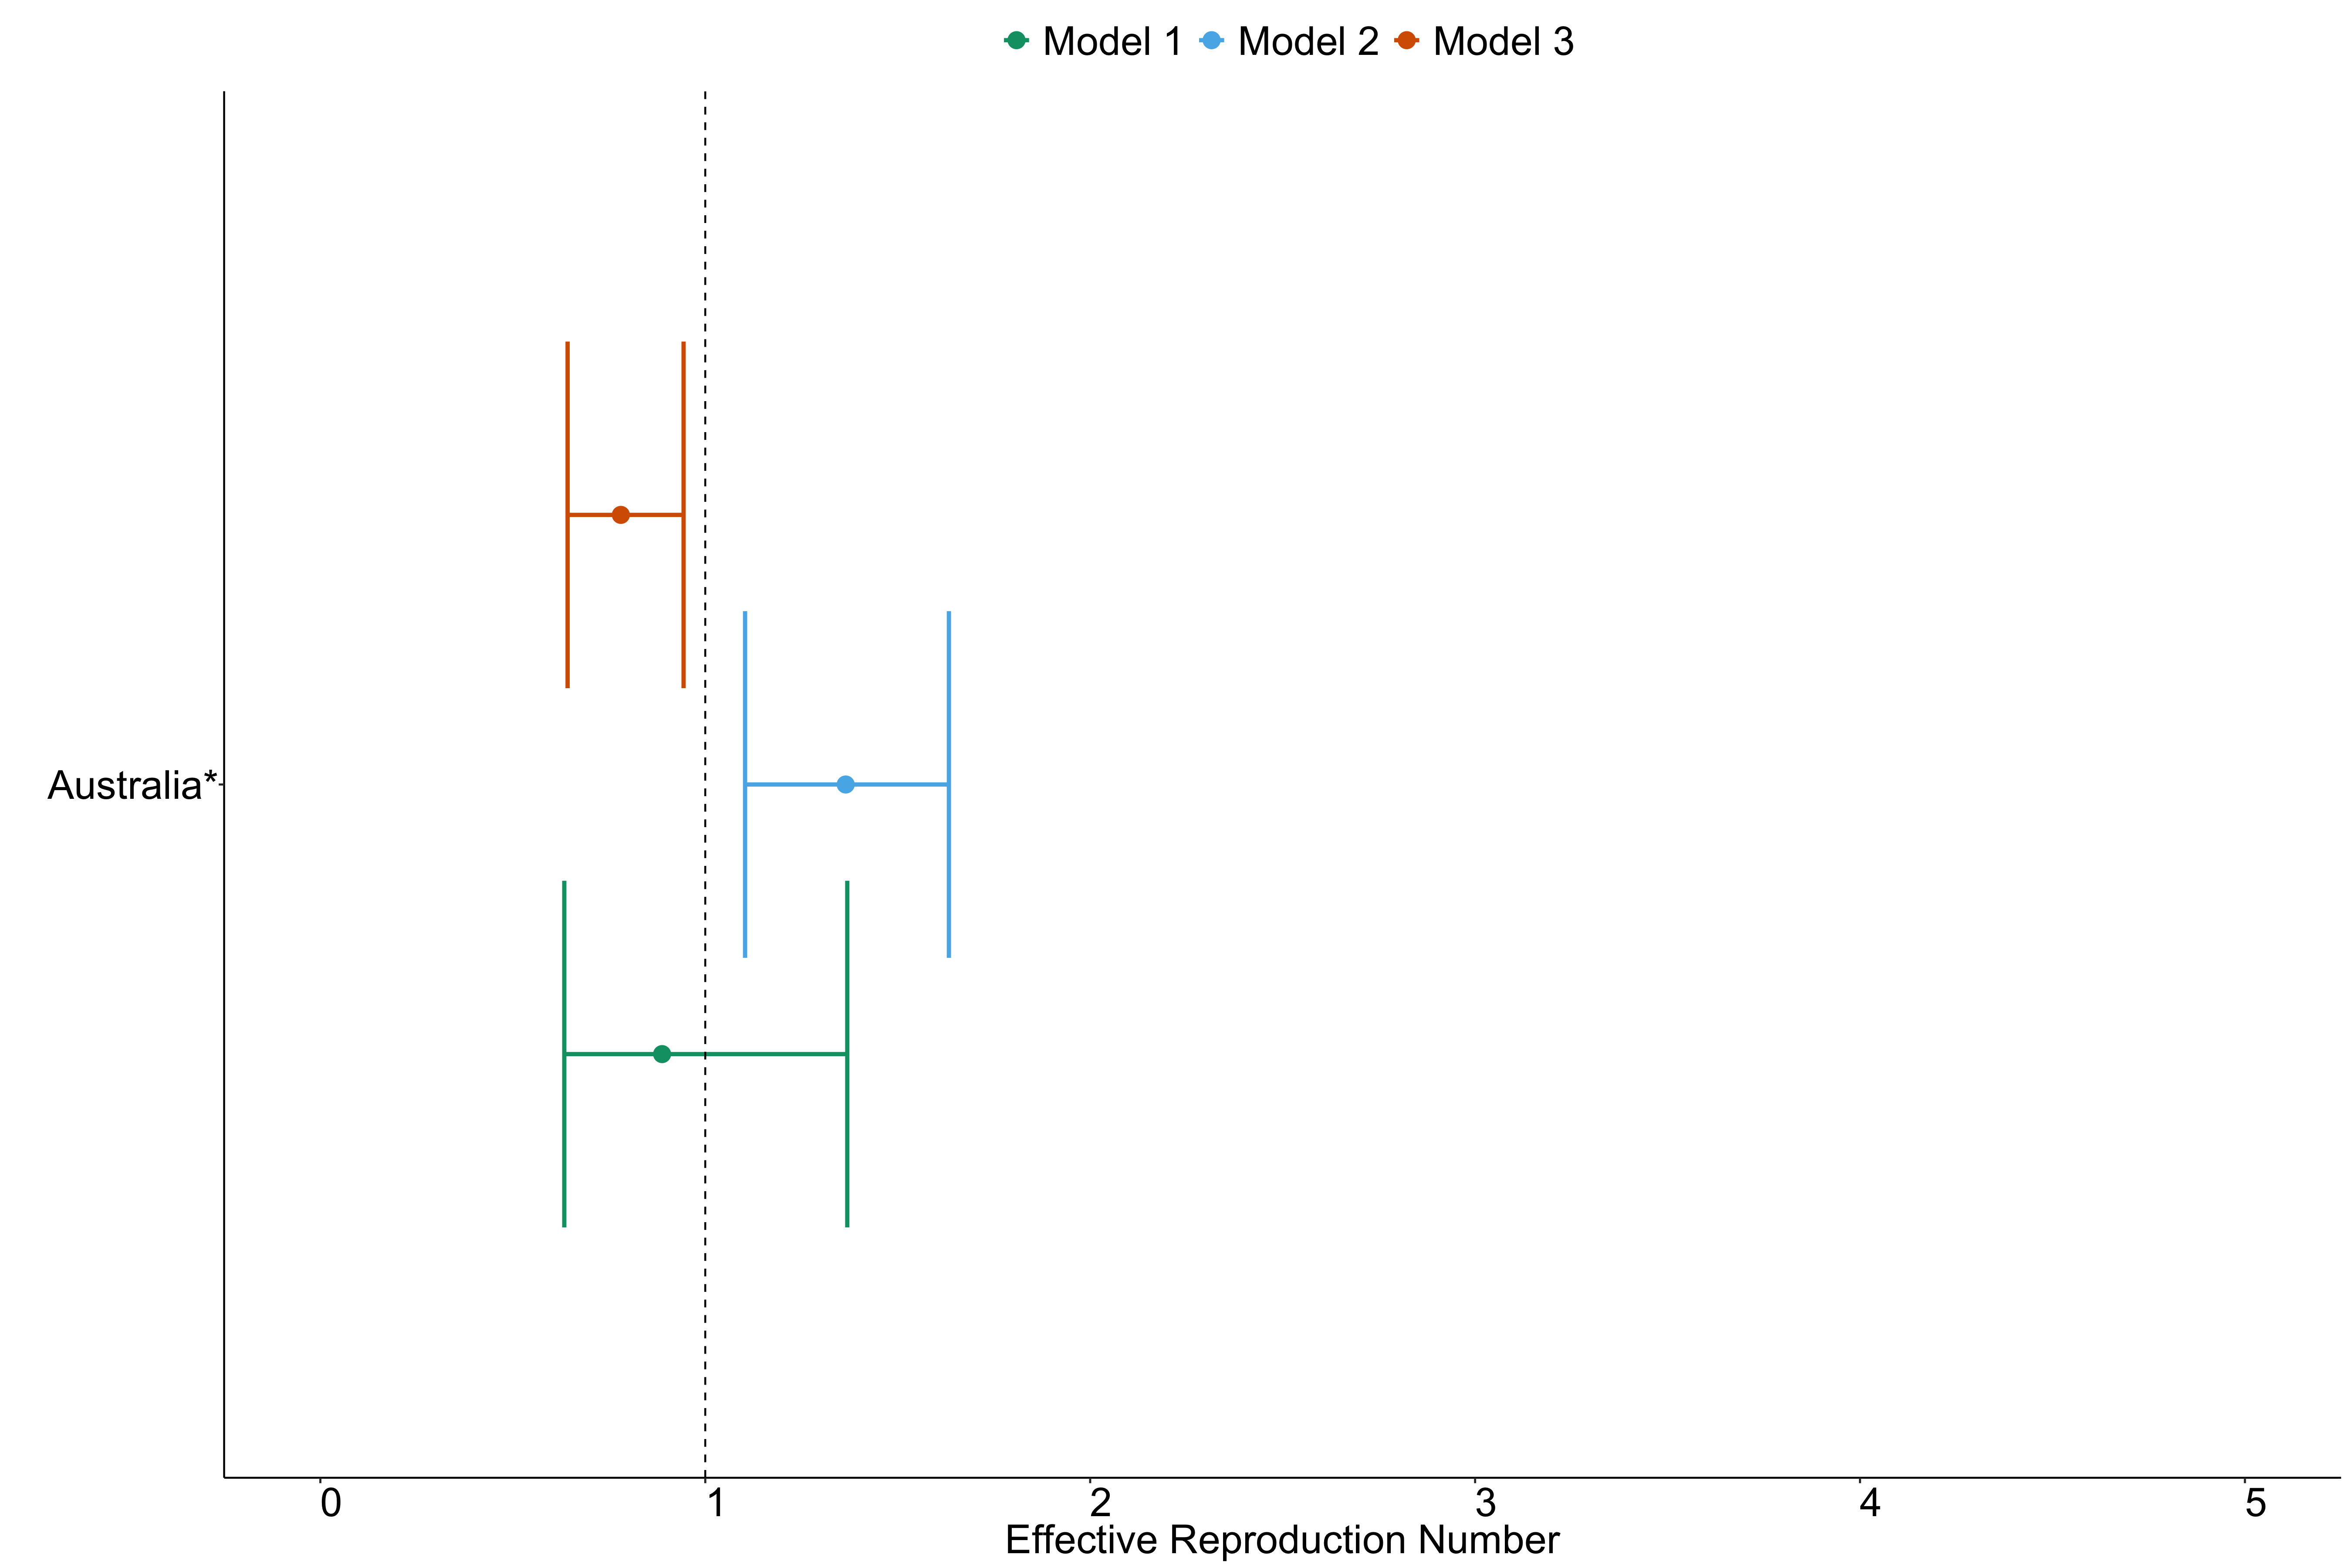 Model 1 Model 2 Model 3
Australia*
0 1 2 3 4 5
Effective Reproduction Number